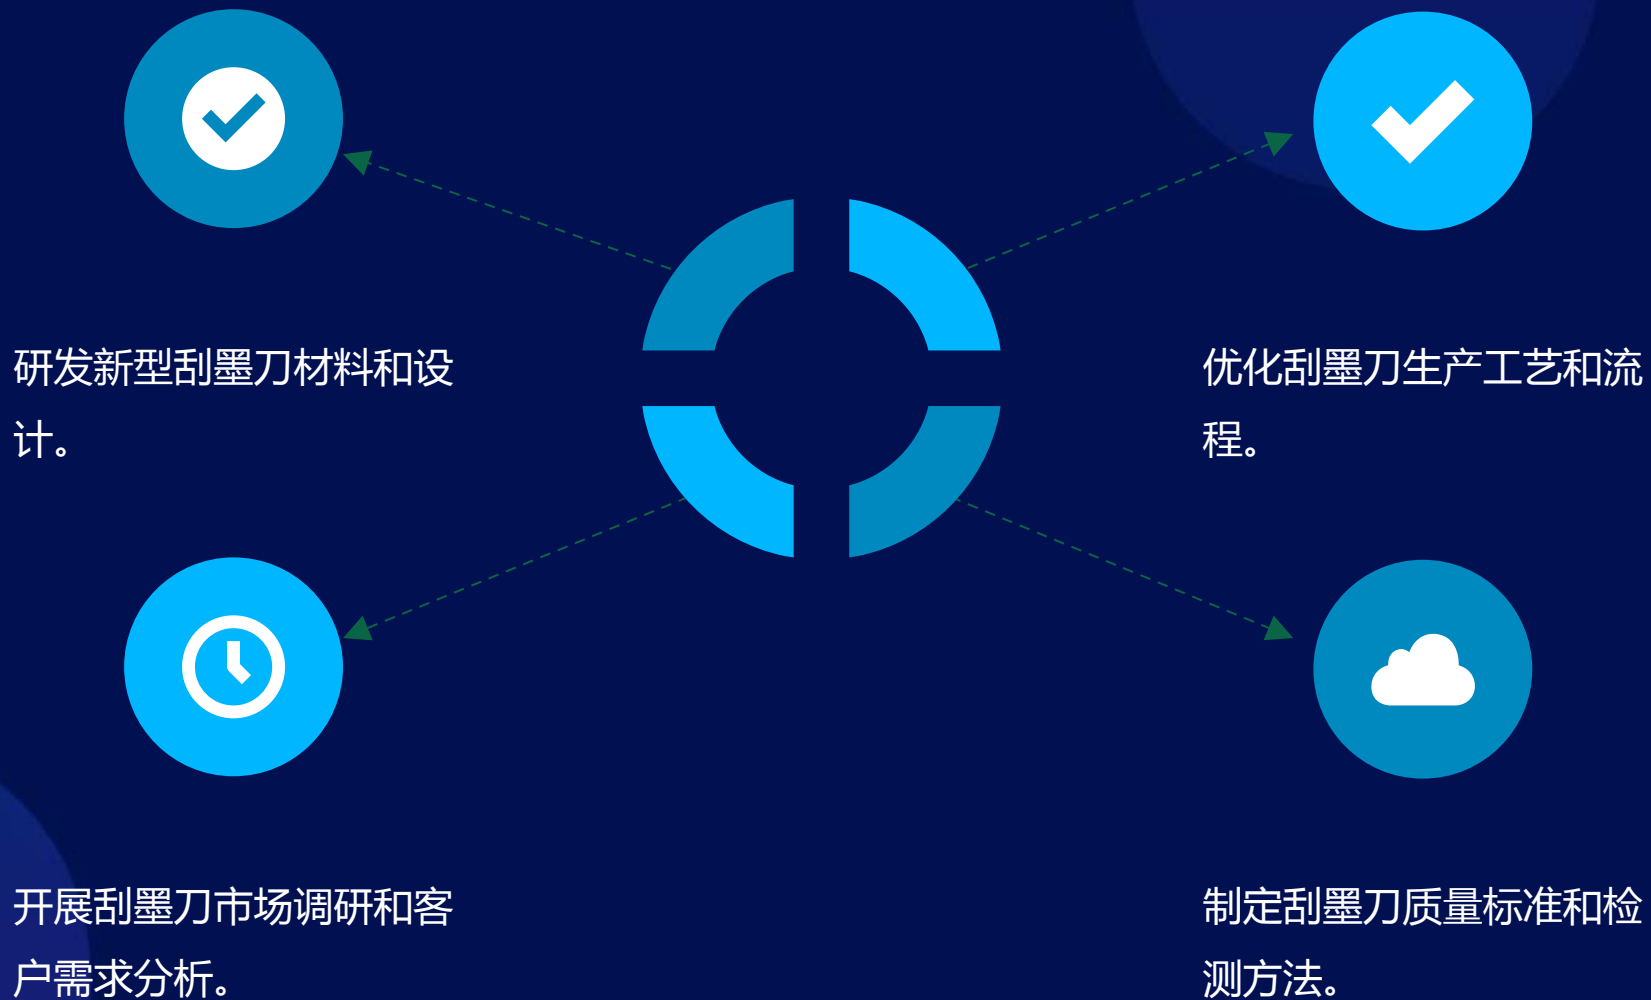 研发新型刮墨刀材料和设
计。
优化刮墨刀生产工艺和流
程。
开展刮墨刀市场调研和客
户需求分析。
制定刮墨刀质量标准和检
测方法。